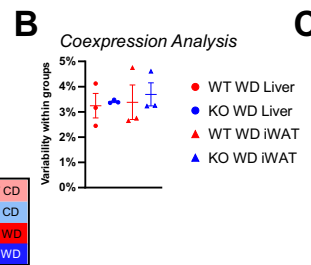 B
C
Coexpression Analysis
Variability within groups
5%
4%
3%
2%
1%
0%
WT WD Liver
KO WD Liver
WT WD iWAT
KO WD iWAT
CD
CD
WD
WD